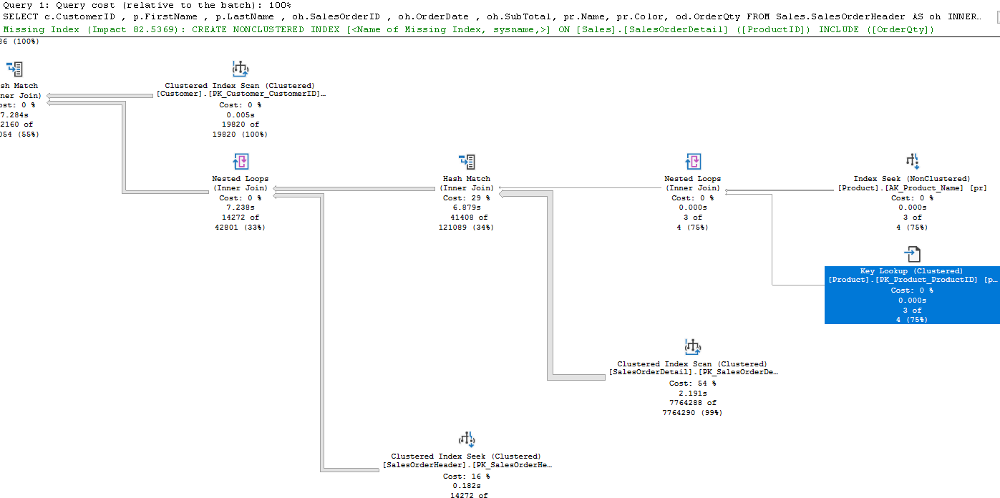 Query 1: Query cost (relative to the batch): 100%
SELECT c.CustomerID , p.FirstName , p.LastName , oh.SalesOrderID , oh.OrderDate , oh.SubTotal, pr.Name, pr.Color, od.OrderQty FROM Sales.SalesOrderHeader AS oh INNER…
Missing Index (Impact 82.5369): CREATE NONCLUSTERED INDEX [<Name of Missing Index, sysname,>] ON [Sales].[SalesOrderDetail] ([ProductID]) INCLUDE ([OrderQty])
36 (100%)
sh Match
ner Join)
ost: 0 %
7.284s
2160 of
054 (55%)
Clustered Index Scan (Clustered)
[Customer].[PK_Customer_CustomerID]…
Cost: 0 %
0.005s
19820 of
19820 (100%)
Nested Loops
(Inner Join)
Cost: 0 %
7.238s
14272 of
42801 (33%)
Hash Match
(Inner Join)
Cost: 29 %
6.879s
41408 of
121089 (34%)
Nested Loops
(Inner Join)
Cost: 0 %
0.000s
3 of
4 (75%)
Index Seek (NonClustered)
[Product].[AK_Product_Name] [pr]
Cost: 0 %
0.000s
3 of
4 (75%)
Key Lookup (Clustered)
[Product].[PK_Product_ProductID] [p…
Cost: 0 %
0.000s
3 of
4 (75%)
Clustered Index Scan (Clustered)
[SalesOrderDetail].[PK_SalesOrderDe…
Cost: 54 %
2.191s
7764288 of
7764290 (99%)
Clustered Index Seek (Clustered)
[SalesOrderHeader].[PK_SalesOrderHe…
Cost: 16 %
0.182s
14272 of